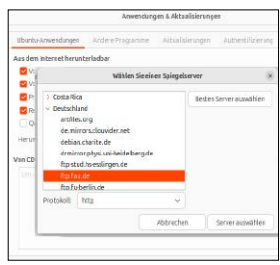 Anwendungen & Aktualisierungen
Ubuntu-Anwendungen Andere Programme Aktualisierungen Authentifizierung
Aus dem Internet herunterladbar
Wählen Sie einen Spiegelserver
Costa Rica
Deutschland
artfiles.org
de.mirrors.clouvider.net
debian.charite.de
ftp-stud.hs-esslingen.de
ftp.fau.de
ftp.fu-berlin.de
Besten Server auswählen
Protokoll: http
Abbrechen Server auswählen
Von CD